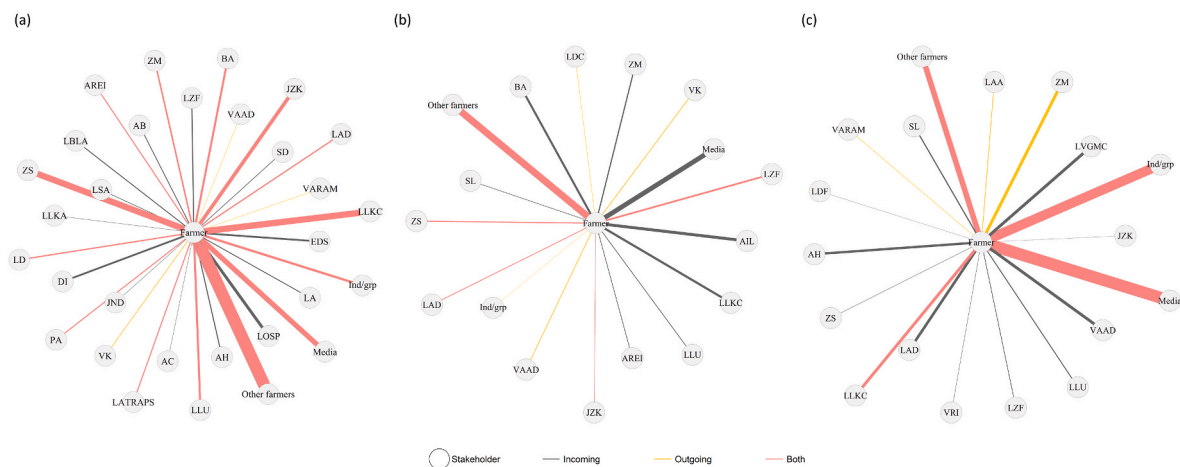 (a)
(b)
(c)
ZM
BA
AREI
JZK
LZF
VAAD
AB
LAD
LBLA
SD
ZS
LSA
VARAM
LLKA
LLKC
Farmer
EDS
LD
DI
Ind/grp
JND
LA
PA
LOSP
VK
AC
AH
Media
Other farmers
LATRAPS
LLU
LDC
ZM
BA
VK
Other farmers
Media
SL
LZF
ZS
Farmer
AIL
LAD
Ind/grp
LLKC
VAAD
AREI
LLU
JZK
Other farmers
LAA
ZM
VARAM
SL
LVGMC
Ind/grp
LDF
JZK
AH
Farmer
Media
ZS
VAAD
LAD
LLKC
LLU
VRI
LZF
Stakeholder
Incoming
Outgoing
Both